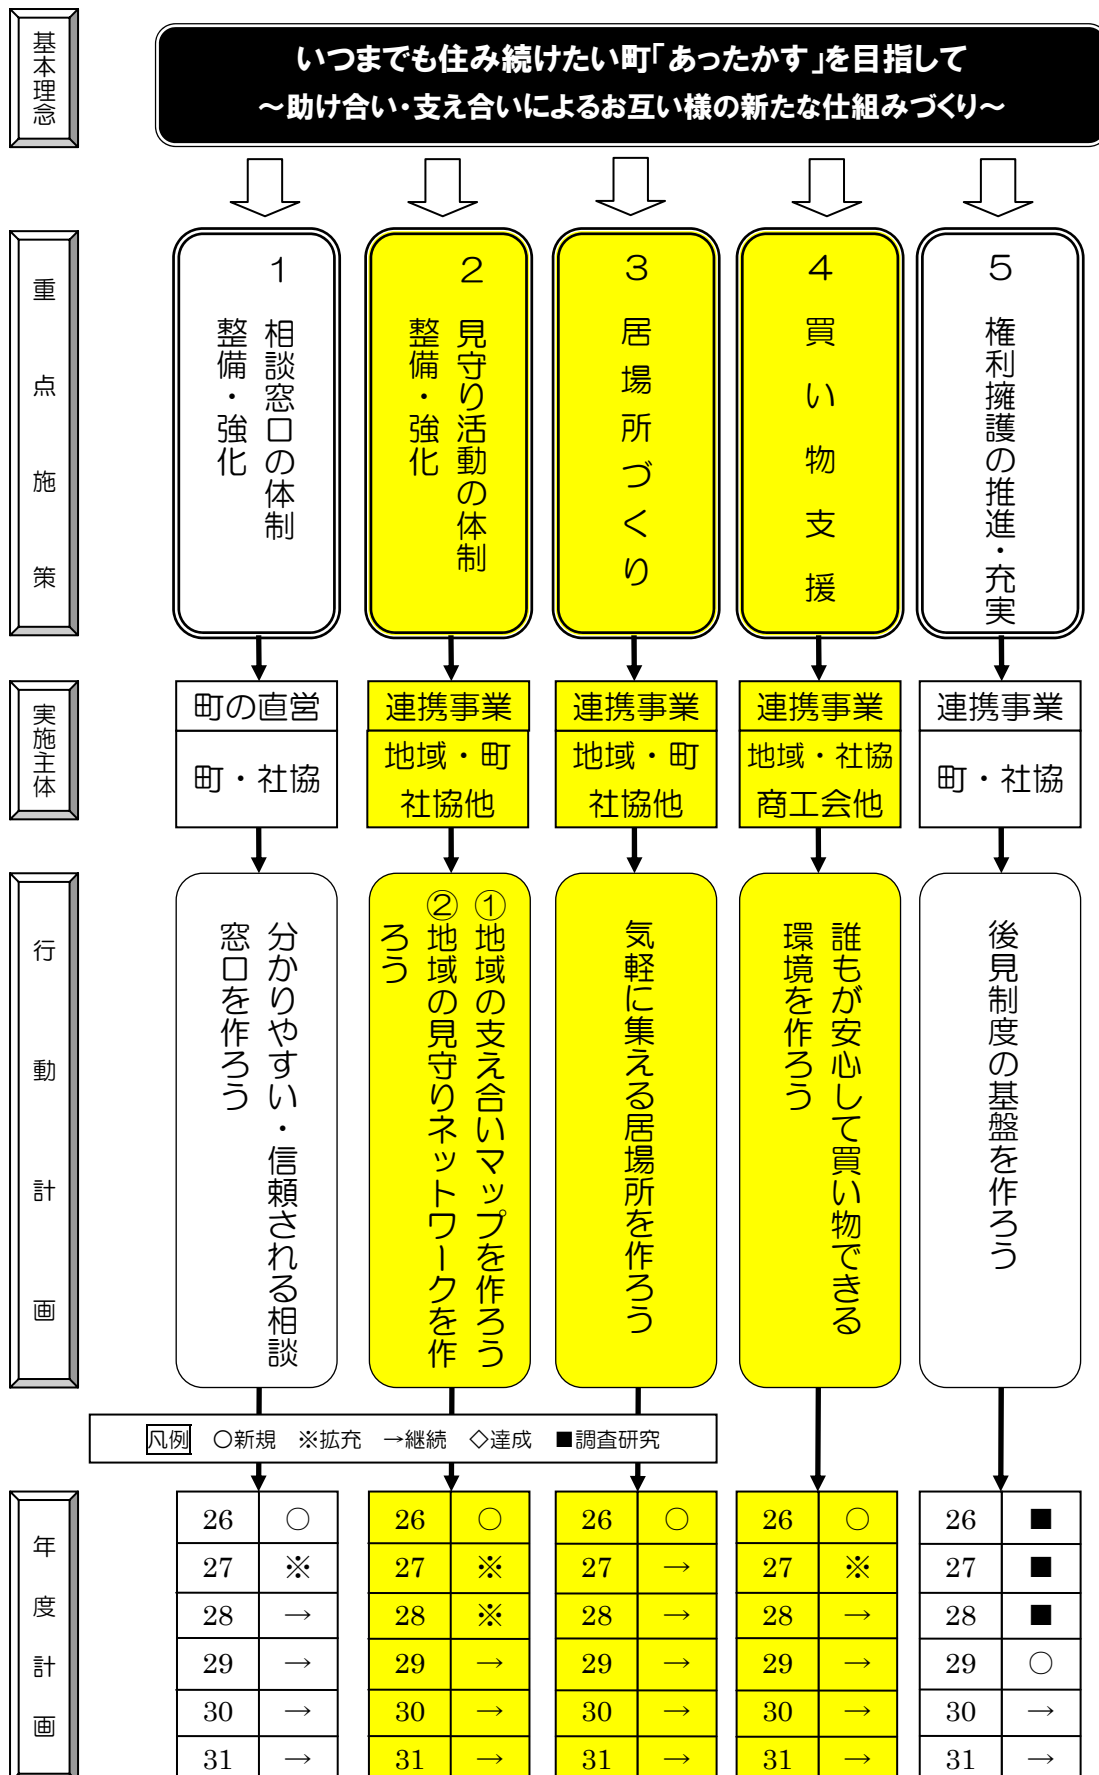 基本理念
いつまでも住み続けたい町「あったかす」を目指して
～助け合い・支え合いによるお互い様の新たな仕組みづくり～
重点施策
1 相談窓口の体制
整備・強化
2 見守り活動の体制
整備・強化
3 居場所づくり
4 買い物支援
5 権利擁護の推進・充実
実施主体
町の直営
町・社協
連携事業
地域・町
社協他
連携事業
地域・町
社協他
連携事業
地域・社協
商工会他
連携事業
町・社協
行動計画
分かりやすい・信頼される相談
窓口を作ろう
①地域の支え合いマップを作ろう
②地域の見守りネットワークを作
ろう
気軽に集える居場所を作ろう
誰もが安心して買い物できる
環境を作ろう
後見制度の基盤を作ろう
凡例 ○新規 ※拡充 →継続 ◇達成 ■調査研究
年度計画
26 ○ 26 ○ 26 ○ 26 ○ 26 ■
27 ※ 27 ※ 27 → 27 ※ 27 ■
28 → 28 ※ 28 → 28 → 28 ■
29 → 29 → 29 → 29 → 29 ○
30 → 30 → 30 → 30 → 30 →
31 → 31 → 31 → 31 → 31 →